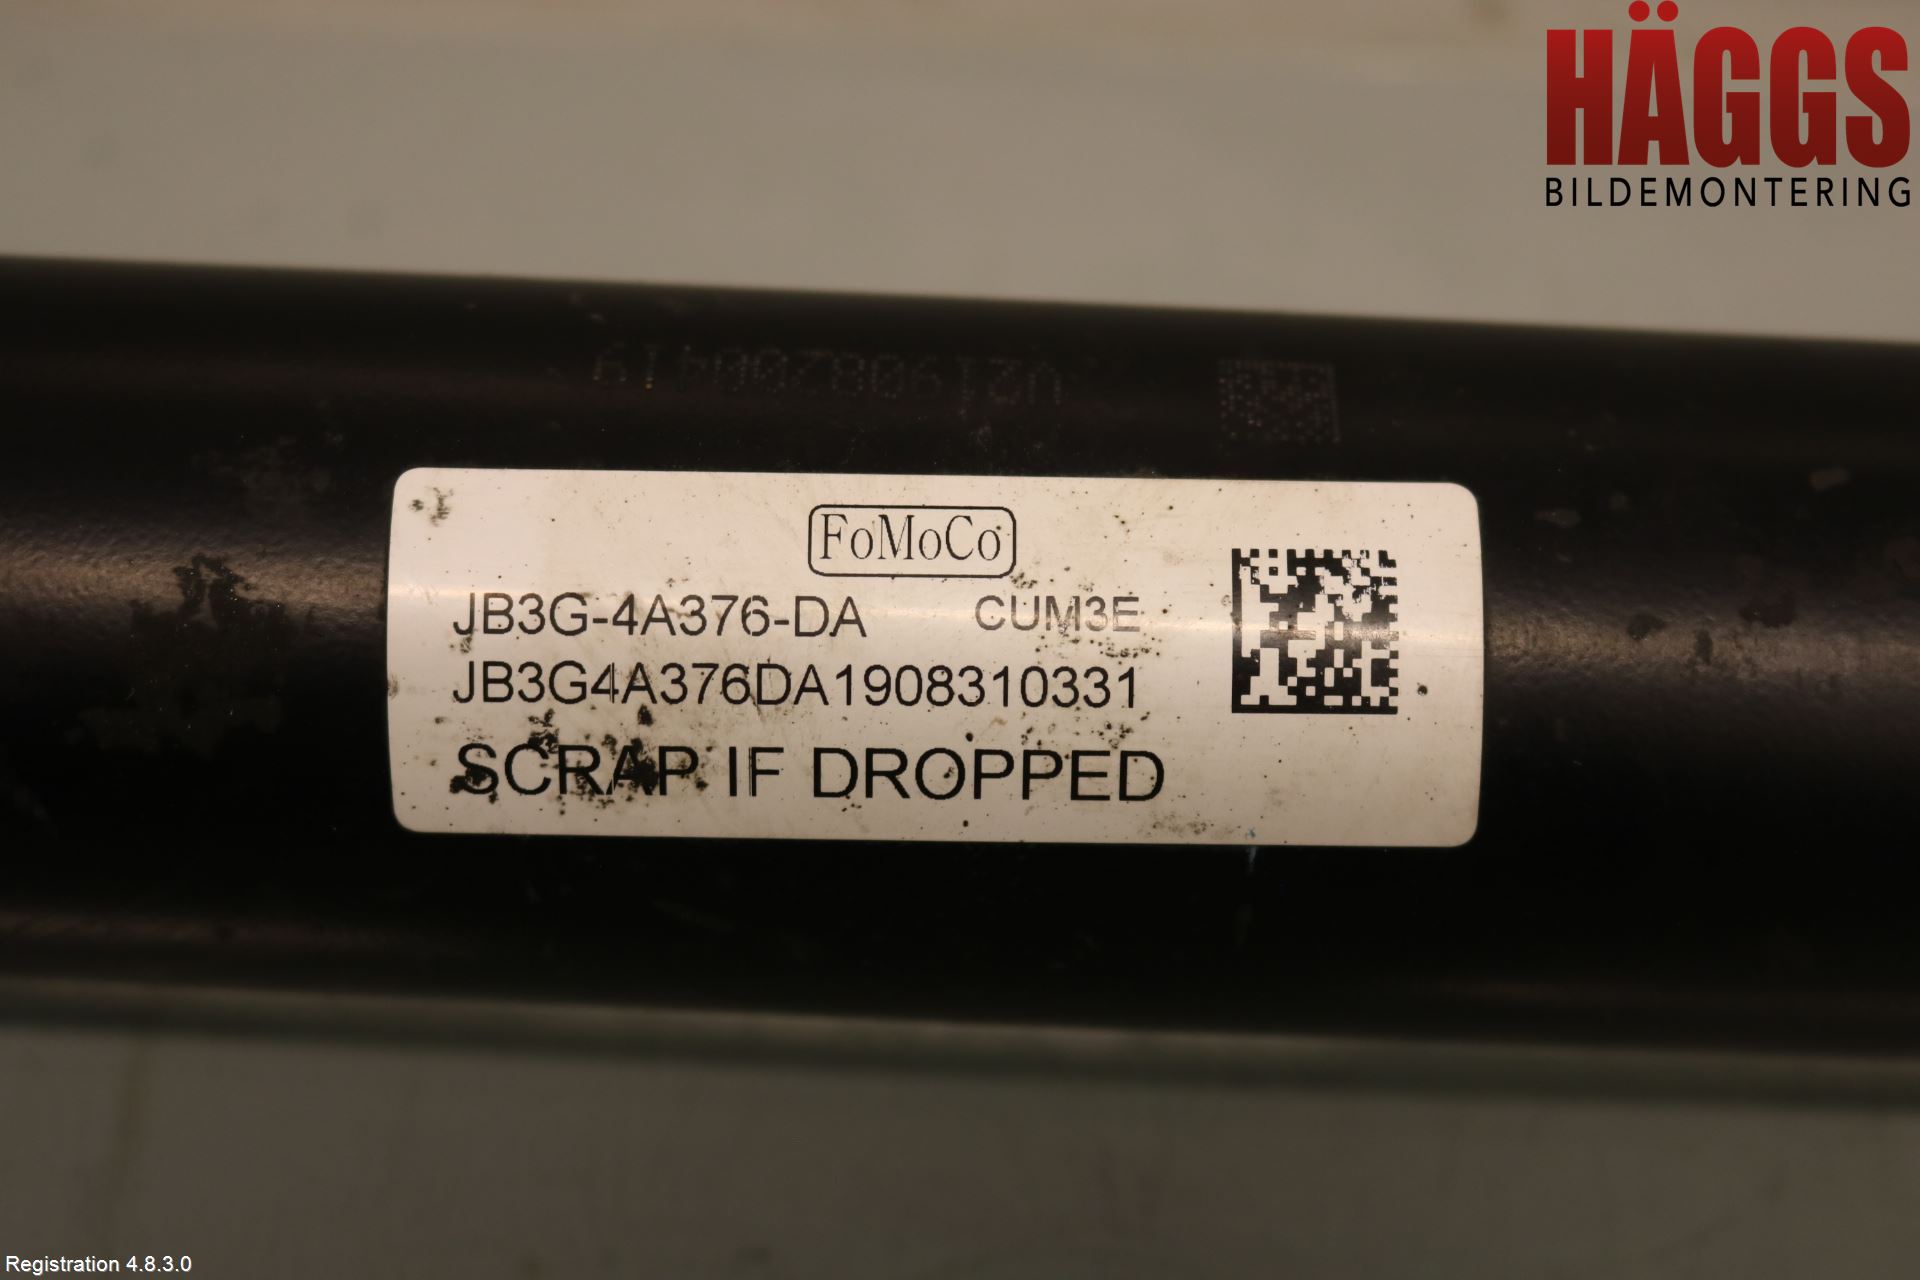 HÄGGS
BILDEMONTERING
FoMoCo
JB3G-4A376-DA CUM3E
JB3G4A376DA1908310331
SCRAP IF DROPPED
Registration 4.8.3.0